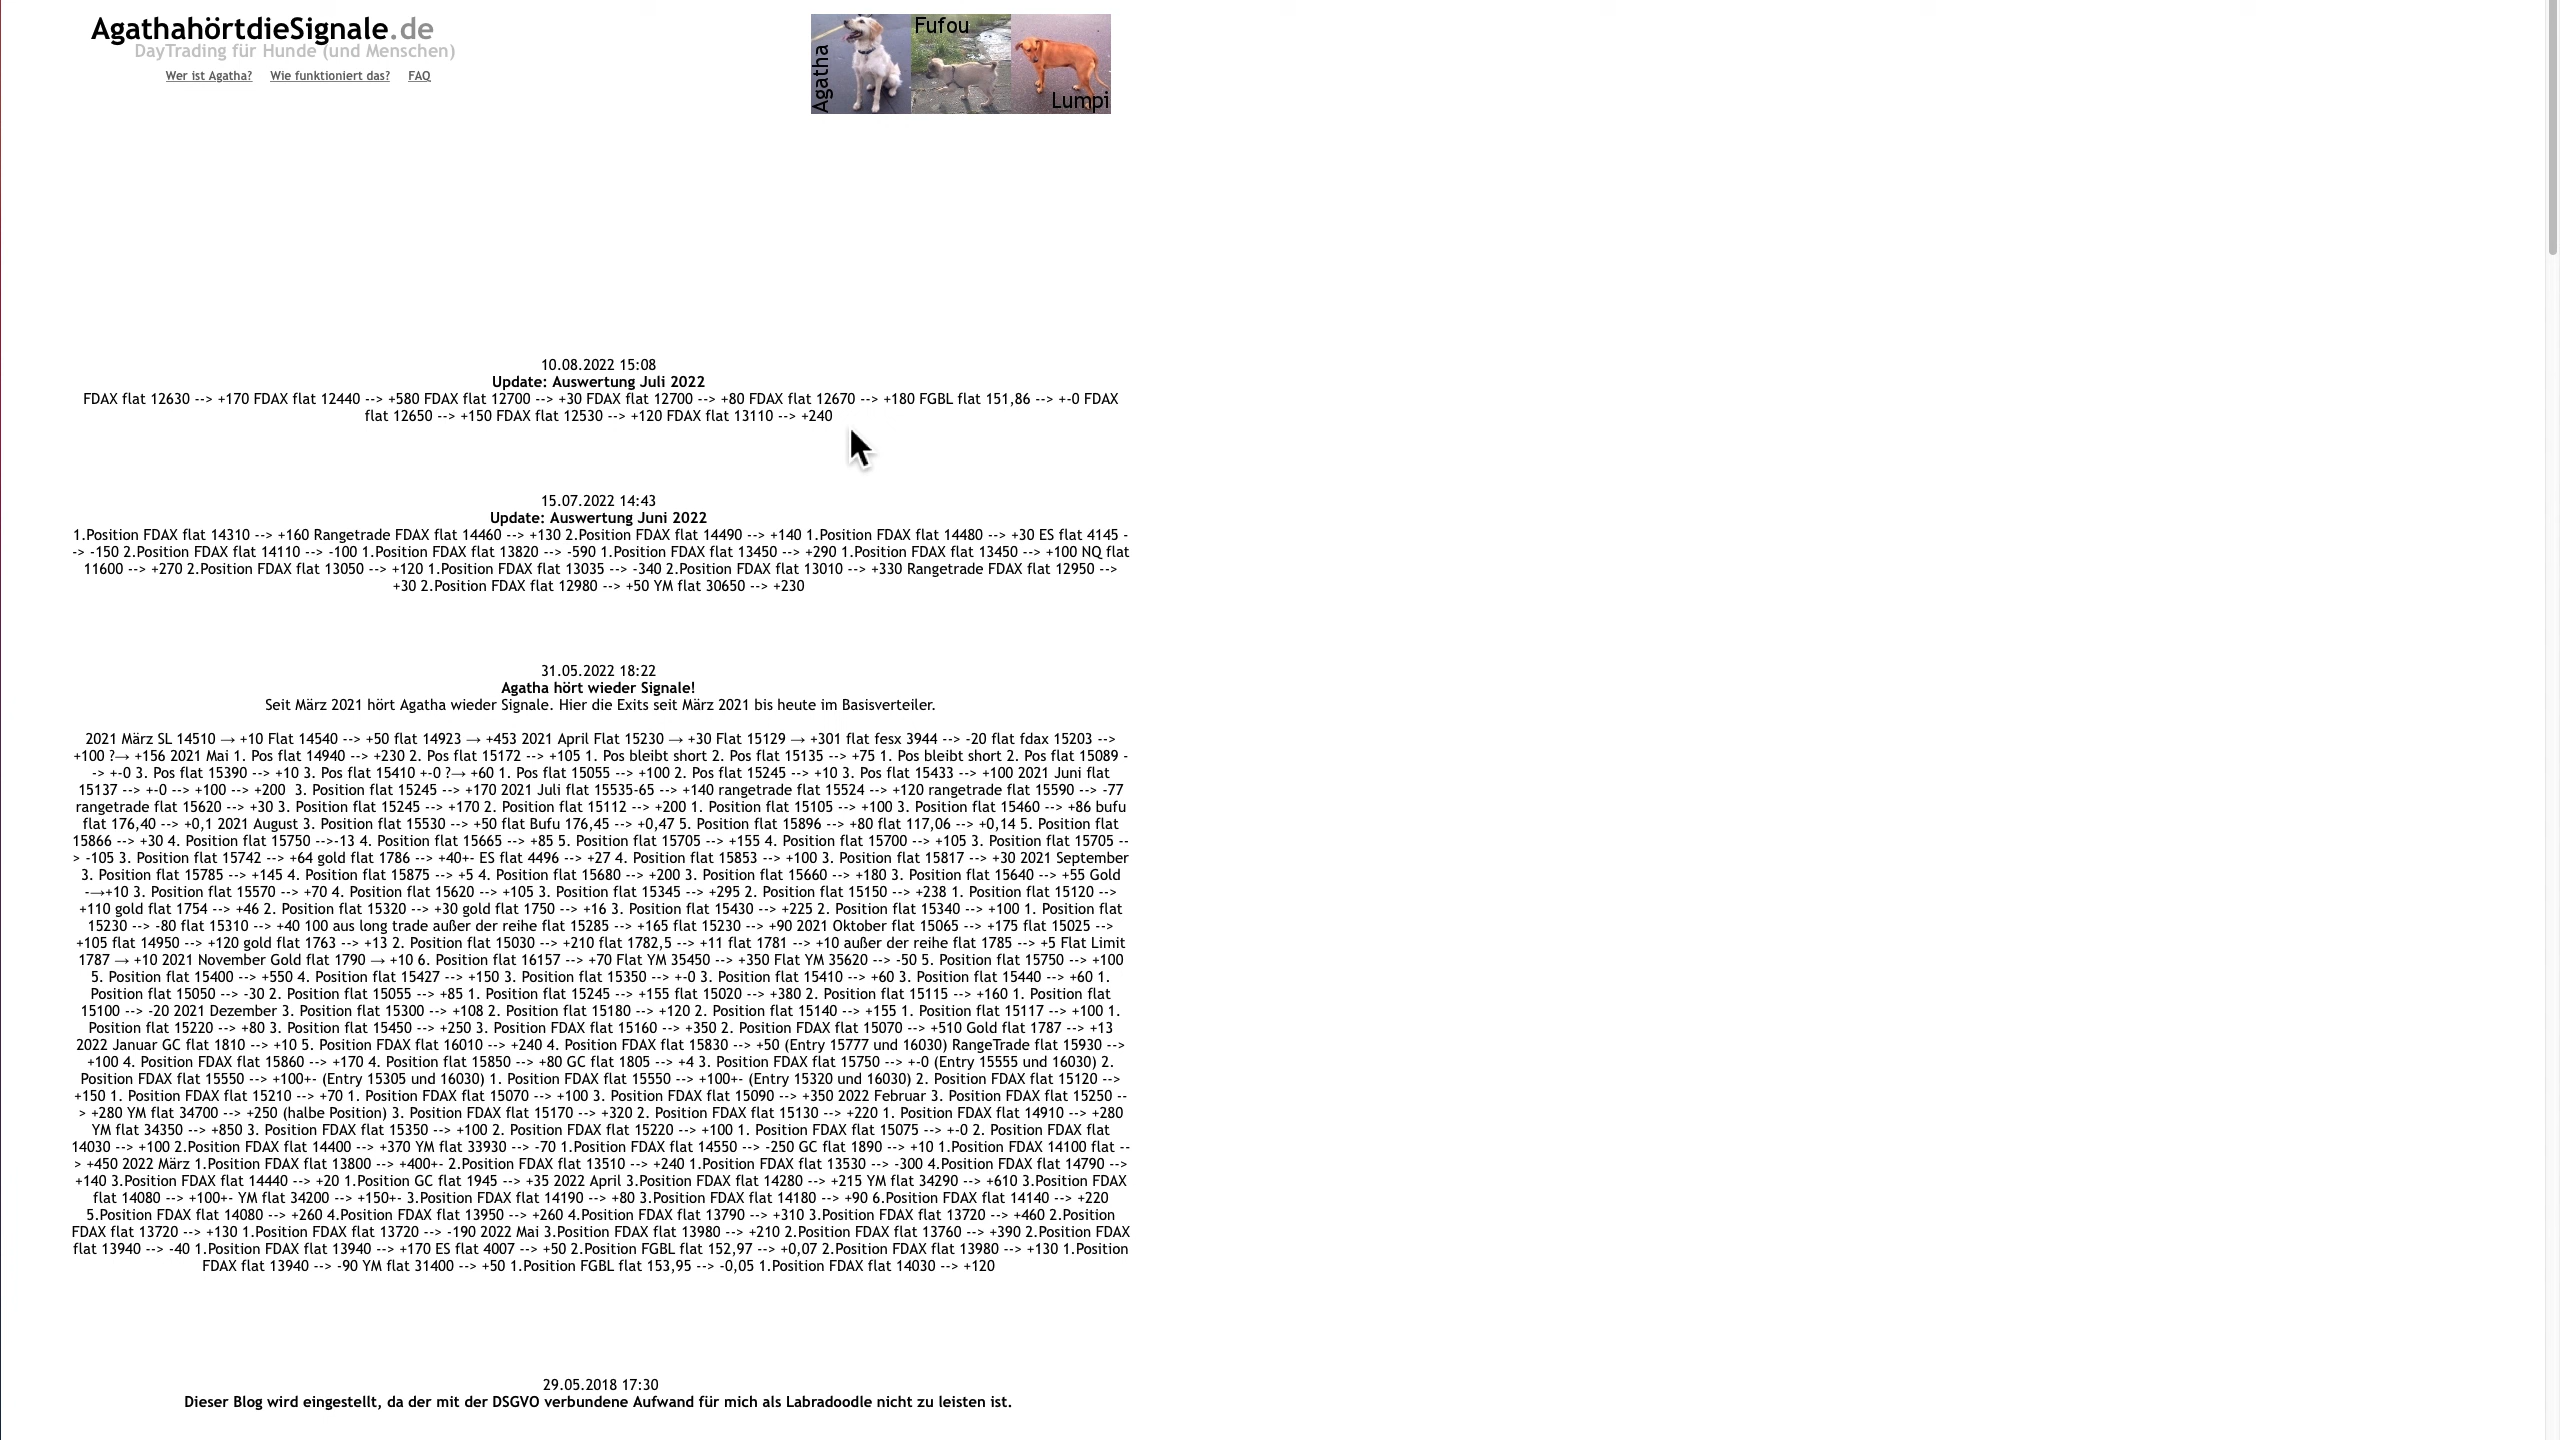 AgathahörtdieSignale.de
DayTrading für Hunde (und Menschen)
Wer ist Agatha? Wie funktioniert das? FAQ
Agatha
Fufou
Lumpi
10.08.2022 15:08
Update: Auswertung Juli 2022
FDAX flat 12630 --> +170 FDAX flat 12440 --> +580 FDAX flat 12700 --> +30 FDAX flat 12700 --> +80 FDAX flat 12670 --> +180 FGBL flat 151,86 --> +-0 FDAX
flat 12650 --> +150 FDAX flat 12530 --> +120 FDAX flat 13110 --> +240
15.07.2022 14:43
Update: Auswertung Juni 2022
1.Position FDAX flat 14310 --> +160 Rangetrade FDAX flat 14460 --> +130 2.Position FDAX flat 14490 --> +140 1.Position FDAX flat 14480 --> +30 ES flat 4145 -
-> -150 2.Position FDAX flat 14110 --> -100 1.Position FDAX flat 13820 --> -590 1.Position FDAX flat 13450 --> +290 1.Position FDAX flat 13450 --> +100 NQ flat
11600 --> +270 2.Position FDAX flat 13050 --> +120 1.Position FDAX flat 13035 --> -340 2.Position FDAX flat 13010 --> +330 Rangetrade FDAX flat 12950 -->
+30 2.Position FDAX flat 12980 --> +50 YM flat 30650 --> +230
31.05.2022 18:22
Agatha hört wieder Signale!
Seit März 2021 hört Agatha wieder Signale. Hier die Exits seit März 2021 bis heute im Basisverteiler.
2021 März SL 14510 → +10 Flat 14540 --> +50 flat 14923 → +453 2021 April Flat 15230 → +30 Flat 15129 → +301 flat fesx 3944 --> -20 flat fdax 15203 -->
+100 ?→ +156 2021 Mai 1. Pos flat 14940 --> +230 2. Pos flat 15172 --> +105 1. Pos bleibt short 2. Pos flat 15135 --> +75 1. Pos bleibt short 2. Pos flat 15089 -
-> +-0 3. Pos flat 15390 --> +10 3. Pos flat 15410 +-0 ?→ +60 1. Pos flat 15055 --> +100 2. Pos flat 15245 --> +10 3. Pos flat 15433 --> +100 2021 Juni flat
15137 --> +-0 --> +100 --> +200  3. Position flat 15245 --> +170 2021 Juli flat 15535-65 --> +140 rangetrade flat 15524 --> +120 rangetrade flat 15590 --> -77
rangetrade flat 15620 --> +30 3. Position flat 15245 --> +170 2. Position flat 15112 --> +200 1. Position flat 15105 --> +100 3. Position flat 15460 --> +86 bufu
flat 176,40 --> +0,1 2021 August 3. Position flat 15530 --> +50 flat Bufu 176,45 --> +0,47 5. Position flat 15896 --> +80 flat 117,06 --> +0,14 5. Position flat
15866 --> +30 4. Position flat 15750 -->-13 4. Position flat 15665 --> +85 5. Position flat 15705 --> +155 4. Position flat 15700 --> +105 3. Position flat 15705 --
> -105 3. Position flat 15742 --> +64 gold flat 1786 --> +40+- ES flat 4496 --> +27 4. Position flat 15853 --> +100 3. Position flat 15817 --> +30 2021 September
3. Position flat 15785 --> +145 4. Position flat 15875 --> +5 4. Position flat 15680 --> +200 3. Position flat 15660 --> +180 3. Position flat 15640 --> +55 Gold
-→+10 3. Position flat 15570 --> +70 4. Position flat 15620 --> +105 3. Position flat 15345 --> +295 2. Position flat 15150 --> +238 1. Position flat 15120 -->
+110 gold flat 1754 --> +46 2. Position flat 15320 --> +30 gold flat 1750 --> +16 3. Position flat 15430 --> +225 2. Position flat 15340 --> +100 1. Position flat
15230 --> -80 flat 15310 --> +40 100 aus long trade außer der reihe flat 15285 --> +165 flat 15230 --> +90 2021 Oktober flat 15065 --> +175 flat 15025 -->
+105 flat 14950 --> +120 gold flat 1763 --> +13 2. Position flat 15030 --> +210 flat 1782,5 --> +11 flat 1781 --> +10 außer der reihe flat 1785 --> +5 Flat Limit
1787 → +10 2021 November Gold flat 1790 → +10 6. Position flat 16157 --> +70 Flat YM 35450 --> +350 Flat YM 35620 --> -50 5. Position flat 15750 --> +100
5. Position flat 15400 --> +550 4. Position flat 15427 --> +150 3. Position flat 15350 --> +-0 3. Position flat 15410 --> +60 3. Position flat 15440 --> +60 1.
Position flat 15050 --> -30 2. Position flat 15055 --> +85 1. Position flat 15245 --> +155 flat 15020 --> +380 2. Position flat 15115 --> +160 1. Position flat
15100 --> -20 2021 Dezember 3. Position flat 15300 --> +108 2. Position flat 15180 --> +120 2. Position flat 15140 --> +155 1. Position flat 15117 --> +100 1.
Position flat 15220 --> +80 3. Position flat 15450 --> +250 3. Position FDAX flat 15160 --> +350 2. Position FDAX flat 15070 --> +510 Gold flat 1787 --> +13
2022 Januar GC flat 1810 --> +10 5. Position FDAX flat 16010 --> +240 4. Position FDAX flat 15830 --> +50 (Entry 15777 und 16030) RangeTrade flat 15930 -->
+100 4. Position FDAX flat 15860 --> +170 4. Position flat 15850 --> +80 GC flat 1805 --> +4 3. Position FDAX flat 15750 --> +-0 (Entry 15555 und 16030) 2.
Position FDAX flat 15550 --> +100+- (Entry 15305 und 16030) 1. Position FDAX flat 15550 --> +100+- (Entry 15320 und 16030) 2. Position FDAX flat 15120 -->
+150 1. Position FDAX flat 15210 --> +70 1. Position FDAX flat 15070 --> +100 3. Position FDAX flat 15090 --> +350 2022 Februar 3. Position FDAX flat 15250 --
> +280 YM flat 34700 --> +250 (halbe Position) 3. Position FDAX flat 15170 --> +320 2. Position FDAX flat 15130 --> +220 1. Position FDAX flat 14910 --> +280
YM flat 34350 --> +850 3. Position FDAX flat 15350 --> +100 2. Position FDAX flat 15220 --> +100 1. Position FDAX flat 15075 --> +-0 2. Position FDAX flat
14030 --> +100 2.Position FDAX flat 14400 --> +370 YM flat 33930 --> -70 1.Position FDAX flat 14550 --> -250 GC flat 1890 --> +10 1.Position FDAX 14100 flat --
> +450 2022 März 1.Position FDAX flat 13800 --> +400+- 2.Position FDAX flat 13510 --> +240 1.Position FDAX flat 13530 --> -300 4.Position FDAX flat 14790 -->
+140 3.Position FDAX flat 14440 --> +20 1.Position GC flat 1945 --> +35 2022 April 3.Position FDAX flat 14280 --> +215 YM flat 34290 --> +610 3.Position FDAX
flat 14080 --> +100+- YM flat 34200 --> +150+- 3.Position FDAX flat 14190 --> +80 3.Position FDAX flat 14180 --> +90 6.Position FDAX flat 14140 --> +220
5.Position FDAX flat 14080 --> +260 4.Position FDAX flat 13950 --> +260 4.Position FDAX flat 13790 --> +310 3.Position FDAX flat 13720 --> +460 2.Position
FDAX flat 13720 --> +130 1.Position FDAX flat 13720 --> -190 2022 Mai 3.Position FDAX flat 13980 --> +210 2.Position FDAX flat 13760 --> +390 2.Position FDAX
flat 13940 --> -40 1.Position FDAX flat 13940 --> +170 ES flat 4007 --> +50 2.Position FGBL flat 152,97 --> +0,07 2.Position FDAX flat 13980 --> +130 1.Position
FDAX flat 13940 --> -90 YM flat 31400 --> +50 1.Position FGBL flat 153,95 --> -0,05 1.Position FDAX flat 14030 --> +120
29.05.2018 17:30
Dieser Blog wird eingestellt, da der mit der DSGVO verbundene Aufwand für mich als Labradoodle nicht zu leisten ist.